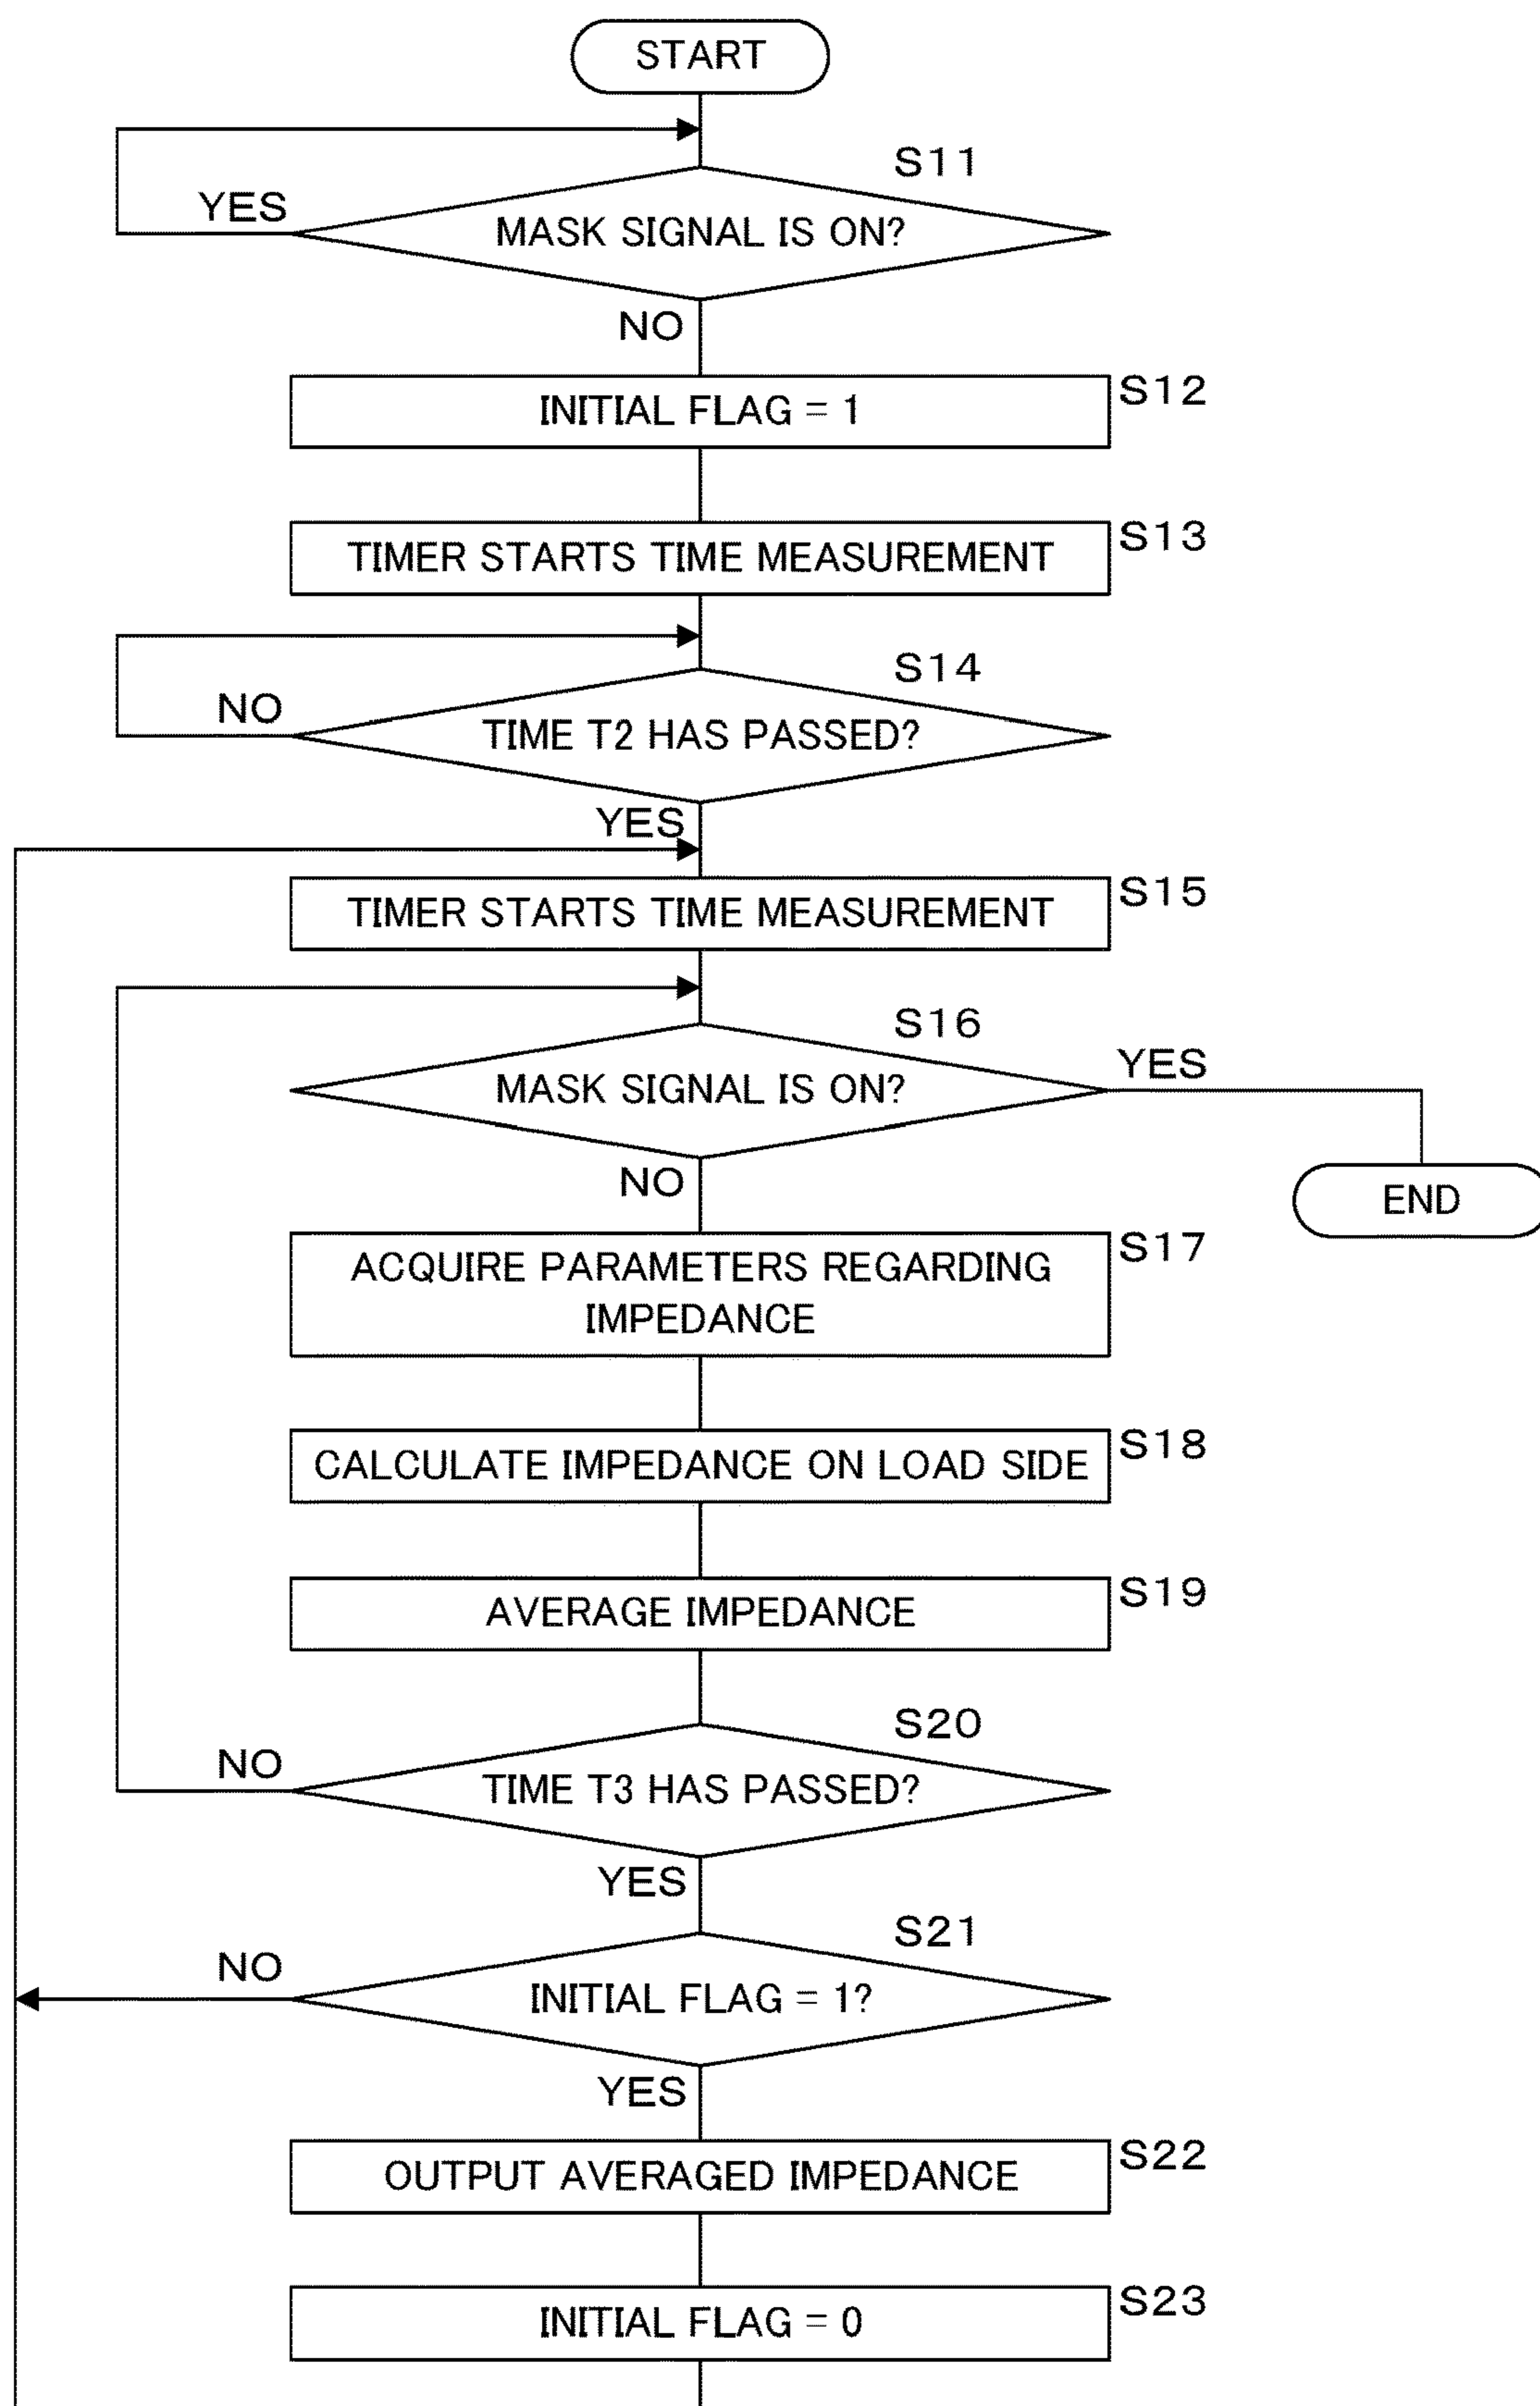 START
S11
YES
MASK SIGNAL IS ON?
NO
S12
INITIAL FLAG = 1
S13
TIMER STARTS TIME MEASUREMENT
S14
NO
TIME T2 HAS PASSED?
YES
S15
TIMER STARTS TIME MEASUREMENT
S16
YES
MASK SIGNAL IS ON?
NO
END
S17
ACQUIRE PARAMETERS REGARDING
IMPEDANCE
S18
CALCULATE IMPEDANCE ON LOAD SIDE
S19
AVERAGE IMPEDANCE
S20
NO
TIME T3 HAS PASSED?
YES
S21
NO
INITIAL FLAG = 1?
YES
S22
OUTPUT AVERAGED IMPEDANCE
S23
INITIAL FLAG = 0